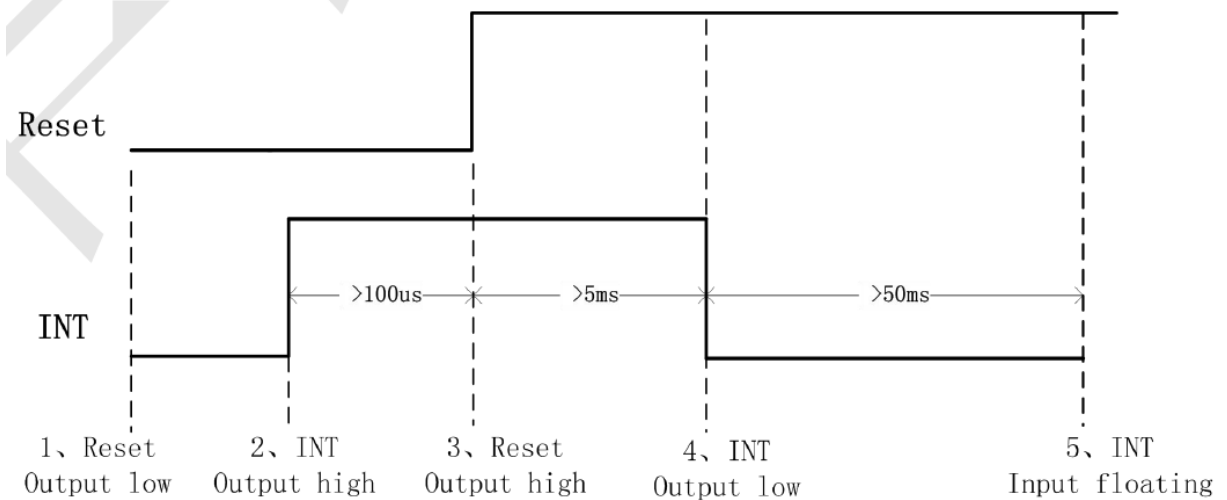 Reset
INT
>100us
>5ms
>50ms
1、Reset
Output low
2、INT
Output high
3、Reset
Output high
4、INT
Output low
5、INT
Input floating